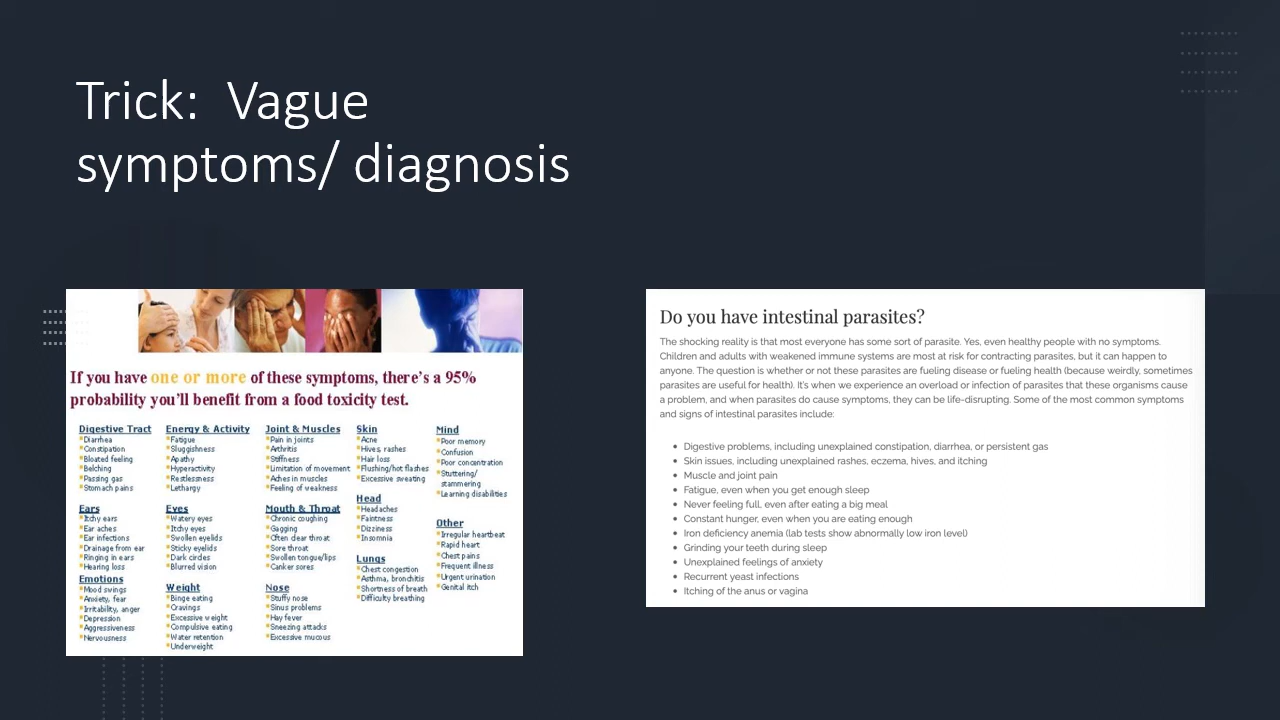 Trick:  Vague
symptoms/ diagnosis
If you have one or more of these symptoms, there's a 95%
probability you'll benefit from a food toxicity test.
Digestive Tract
Diarrhea
Constipation
Bloated feeling
Belching
Passing gas
Stomach pains
Ears
Itchy ears
Ear aches
Ear infections
Drainage from ear
Ringing in ears
Hearing loss
Emotions
Mood swings
Anxiety, fear
Irritability, anger
Depression
Aggressiveness
Nervousness
Energy & Activity
Fatigue
Sluggishness
Apathy
Hyperactivity
Restlessness
Lethargy
Eyes
Watery eyes
Itchy eyes
Swollen eyelids
Sticky eyelids
Dark circles
Blurred vision
Weight
Binge eating
Cravings
Excessive weight
Compulsive eating
Water retention
Underweight
Joint & Muscles
Pain in joints
Arthritis
Stiffness
Limitation of movement
Aches in muscles
Feeling of weakness
Mouth & Throat
Chronic coughing
Gagging
Often clear throat
Sore throat
Swollen tongue/lips
Canker sores
Nose
Stuffy nose
Sinus problems
Hay fever
Sneezing attacks
Excessive mucous
Skin
Acne
Hives, rashes
Hair loss
Flushing/hot flashes
Excessive sweating
Head
Headaches
Faintness
Dizziness
Insomnia
Lungs
Chest congestion
Asthma, bronchitis
Shortness of breath
Difficulty breathing
Mind
Poor memory
Confusion
Poor concentration
Stuttering/
stammering
Learning disabilities
Other
Irregular heartbeat
Rapid heart
Chest pains
Frequent illness
Urgent urination
Genital itch
Do you have intestinal parasites?
The shocking reality is that most everyone has some sort of parasite. Yes, even healthy people with no symptoms.
Children and adults with weakened immune systems are most at risk for contracting parasites, but it can happen to
anyone. The question is whether or not these parasites are fueling disease or fueling health (because weirdly, sometimes
parasites are useful for health). It's when we experience an overload or infection of parasites that these organisms cause
a problem, and when parasites do cause symptoms, they can be life-disrupting. Some of the most common symptoms
and signs of intestinal parasites include:
Digestive problems, including unexplained constipation, diarrhea, or persistent gas
Skin issues, including unexplained rashes, eczema, hives, and itching
Muscle and joint pain
Fatigue, even when you get enough sleep
Never feeling full, even after eating a big meal
Constant hunger, even when you are eating enough
Iron deficiency anemia (lab tests show abnormally low iron level)
Grinding your teeth during sleep
Unexplained feelings of anxiety
Recurrent yeast infections
Itching of the anus or vagina